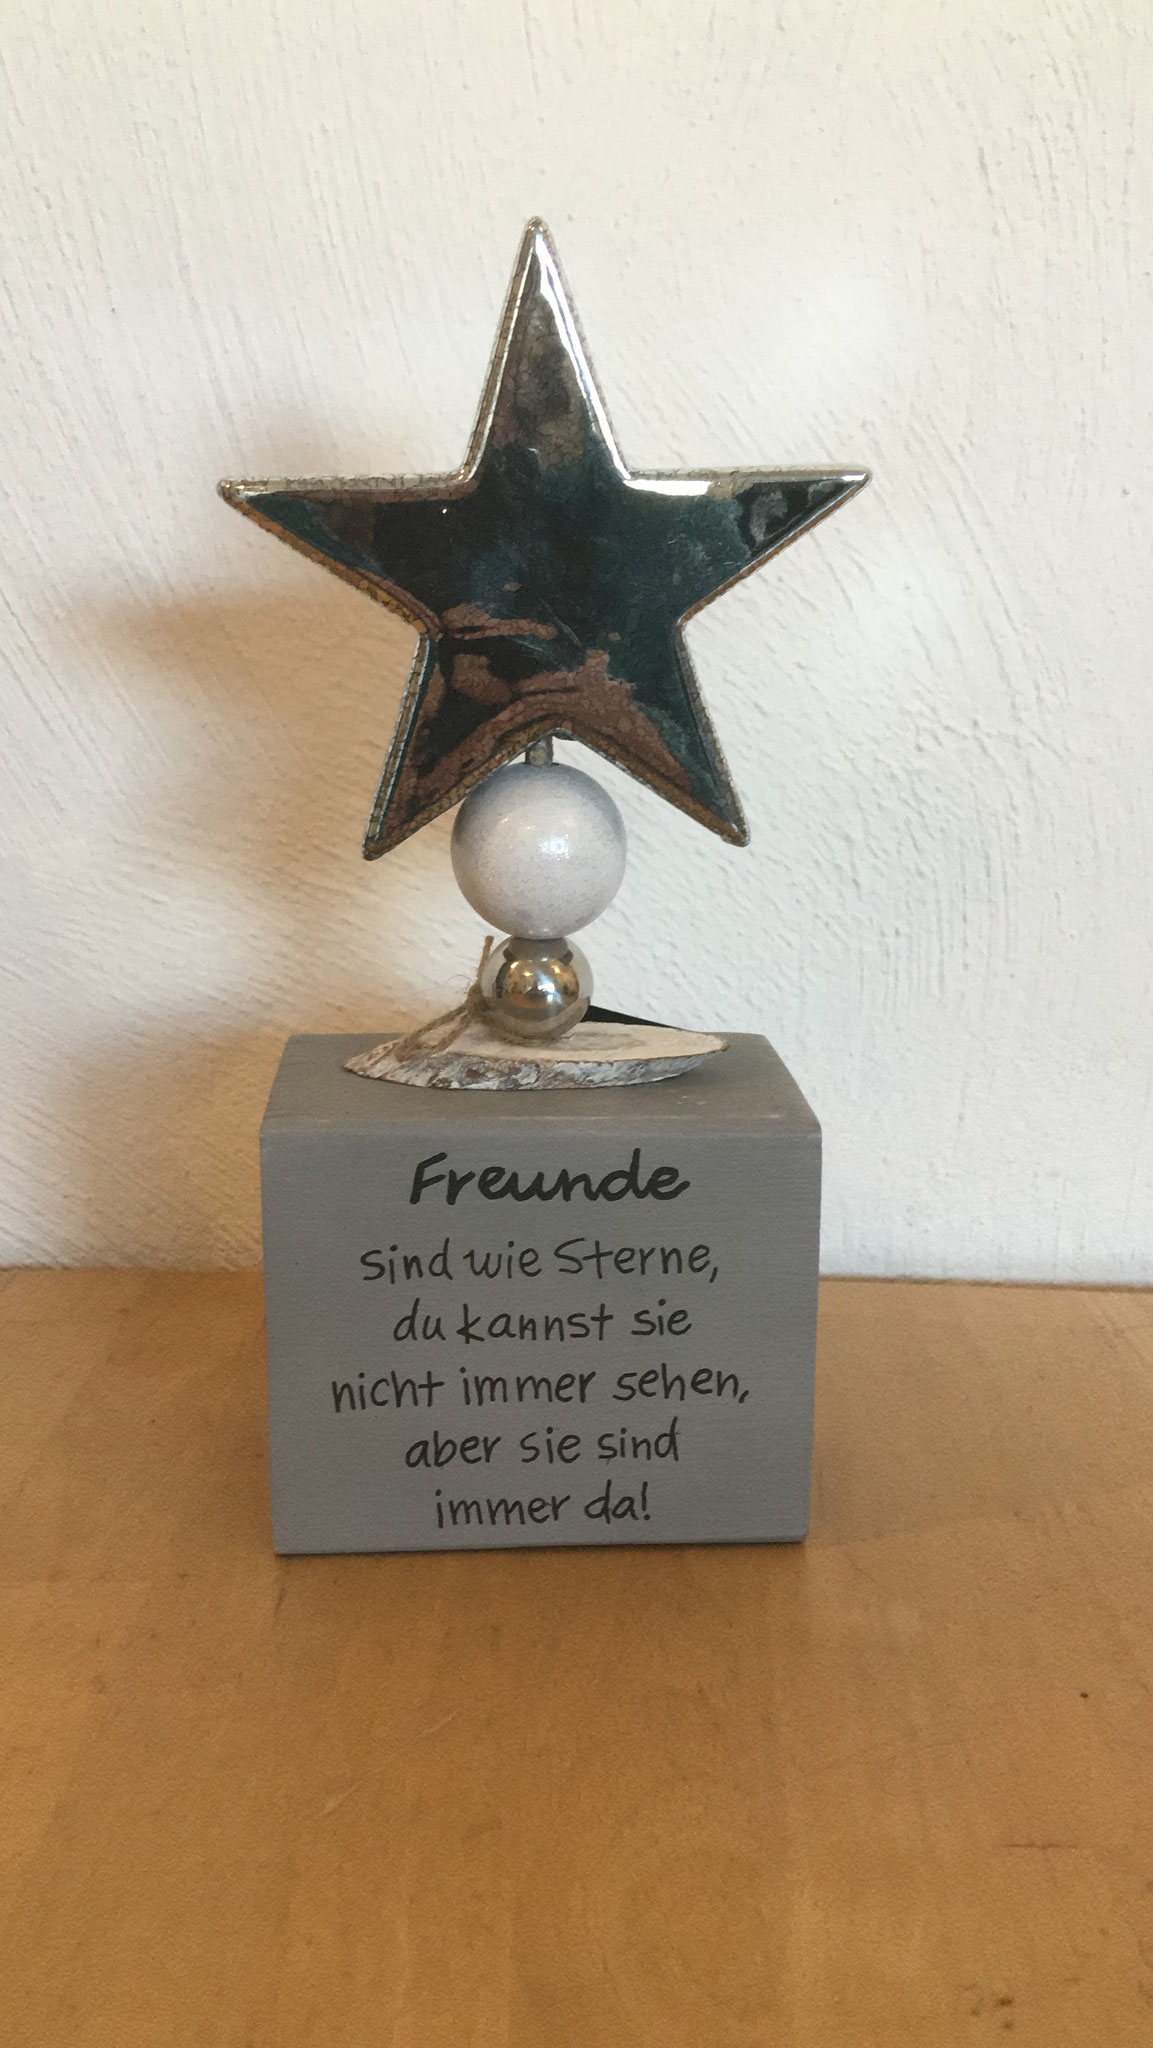 Freunde
sind wie Sterne,
du kannst sie
nicht immer sehen,
aber sie sind
immer da!